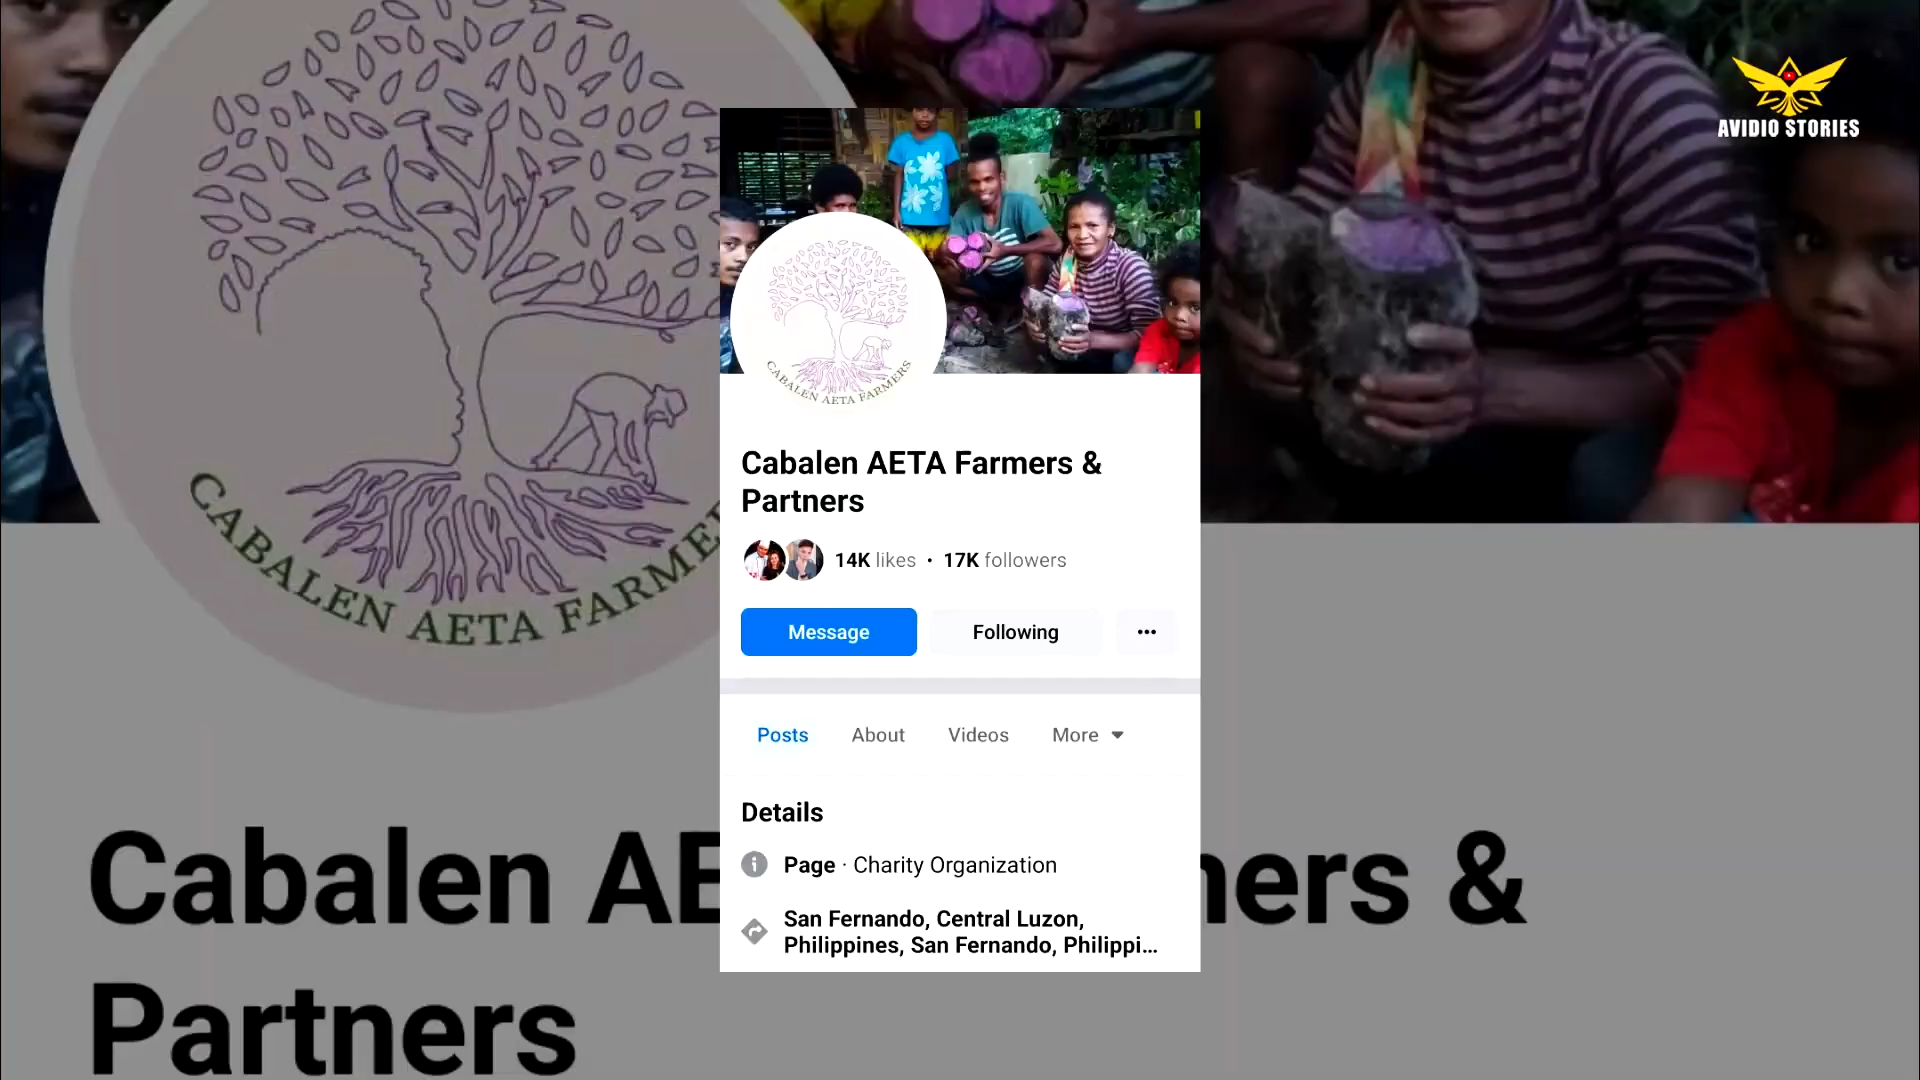 AVIDIO STORIES
CABALEN AETA FARMERS
Cabalen AETA Farmers &
Partners
14K likes • 17K followers
Message
Following
Posts
About
Videos
More
Details
Page · Charity Organization
San Fernando, Central Luzon,
Philippines, San Fernando, Philippi...
CABALEN AETA FARMER
Cabalen AE
ners &
Partners